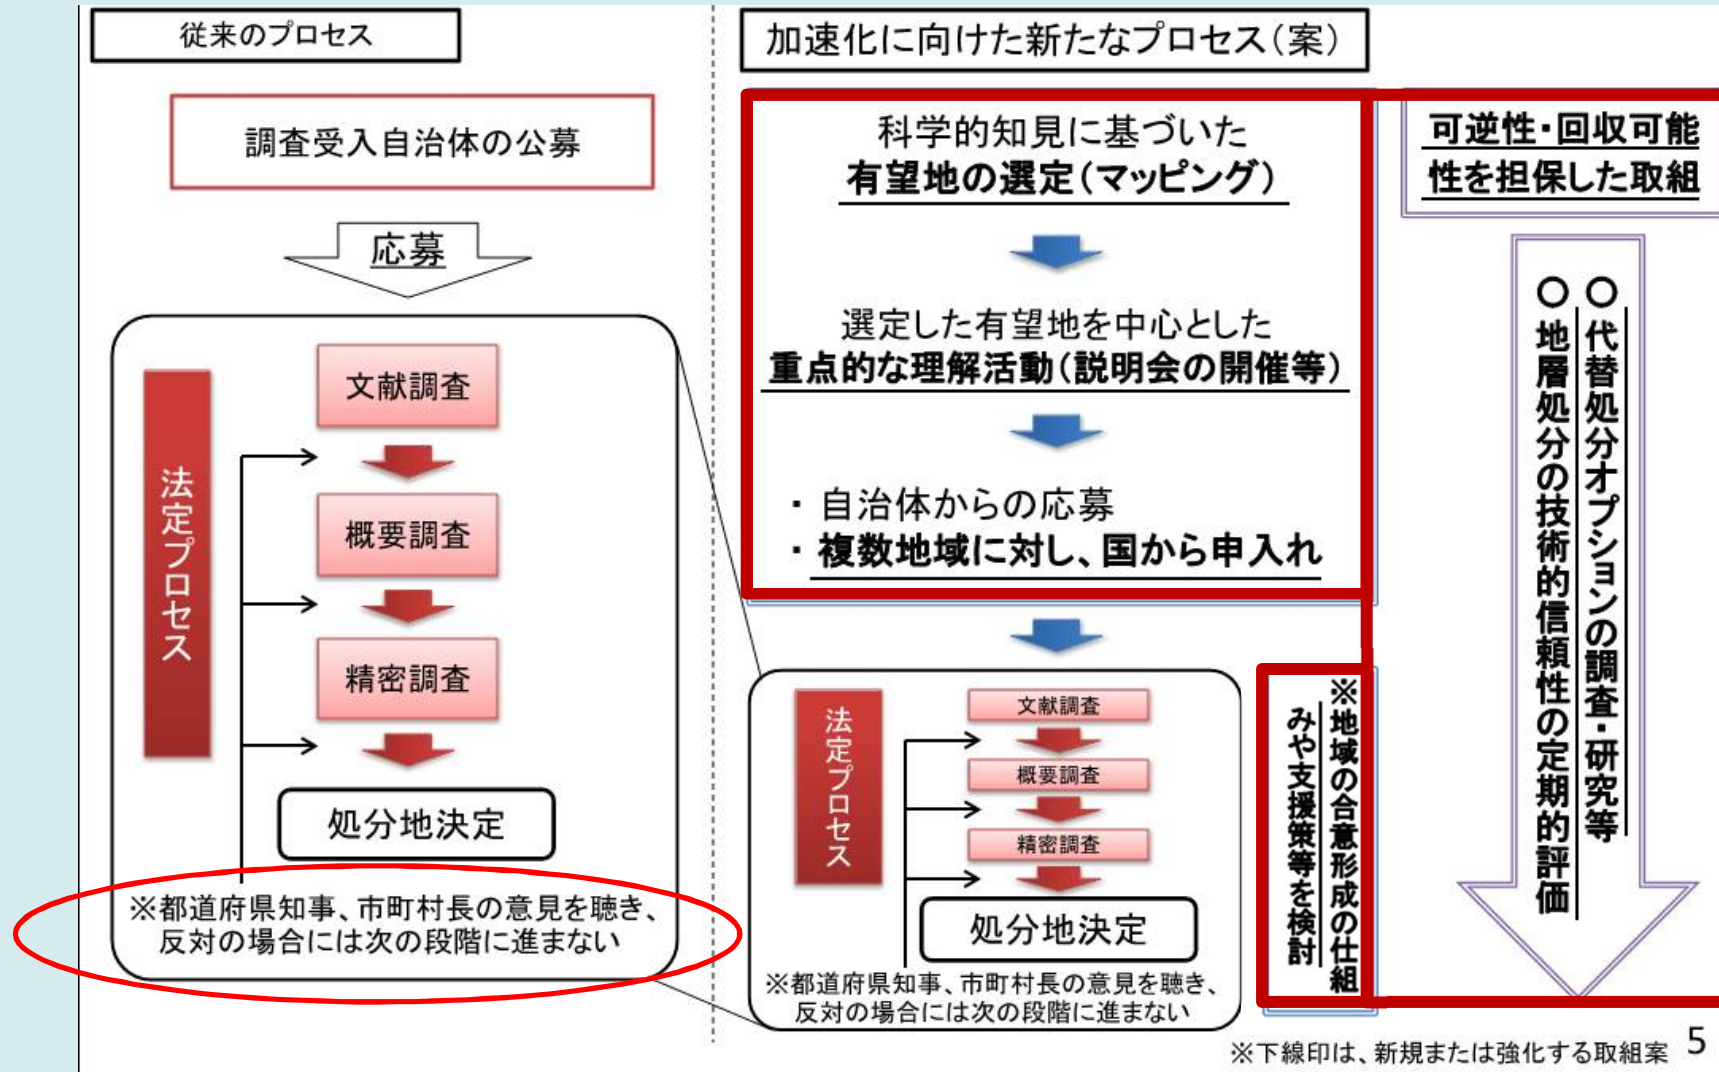 従来のプロセス
調査受入自治体の公募
応募
法定プロセス
文献調査
概要調査
精密調査
処分地決定
※都道府県知事、市町村長の意見を聴き、
反対の場合には次の段階に進まない
加速化に向けた新たなプロセス(案)
科学的知見に基づいた
有望地の選定(マッピング)
選定した有望地を中心とした
重点的な理解活動(説明会の開催等)
・自治体からの応募
・複数地域に対し、国から申入れ
法定プロセス
文献調査
概要調査
精密調査
処分地決定
※都道府県知事、市町村長の意見を聴き、
反対の場合には次の段階に進まない
※地域の合意形成の仕組
みや支援策等を検討
可逆性・回収可能
性を担保した取組
○代替処分オプションの調査・研究等
○地層処分の技術的信頼性の定期的評価
※下線印は、新規または強化する取組案
5